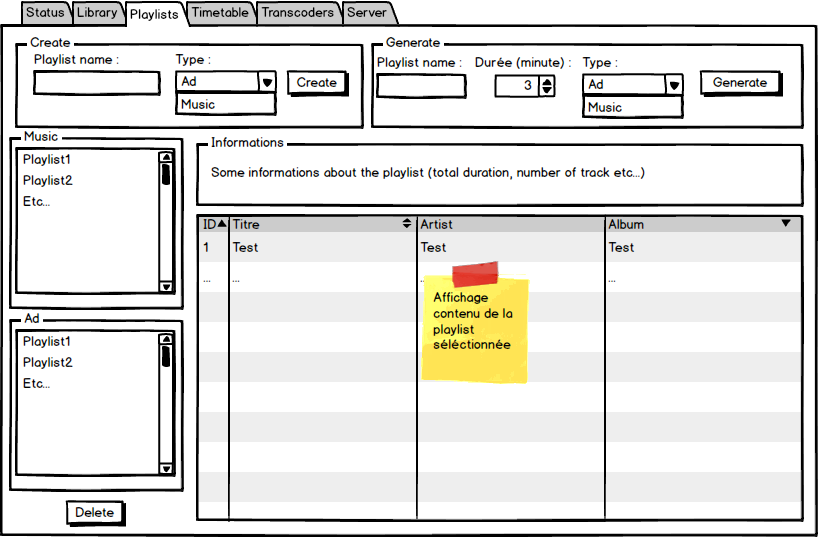 Status Library Playlists Timetable Transcoders Server
Create
Playlist name : Type :
Ad Create
Music
Generate
Playlist name : Durée (minute) : Type :
3 Ad Generate
Music
Music
Playlist1
Playlist2
Etc...
Informations
Some informations about the playlist (total duration, number of track etc...)
ID Titre Artist Album
1 Test Test Test
... ... .. ...
Affichage
contenu de la
playlist
séléctionnée
Ad
Playlist1
Playlist2
Etc...
Delete